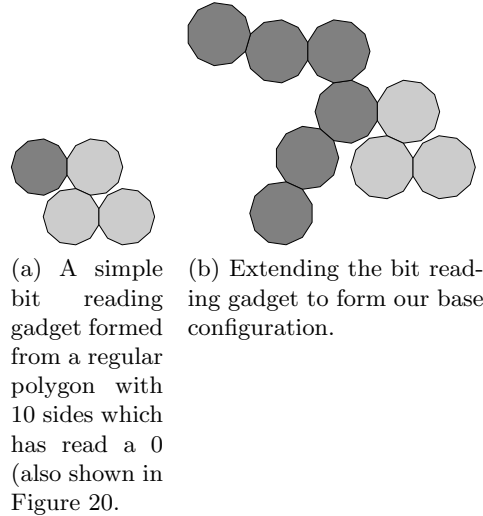 (a) A simple
bit reading
gadget formed
from a regular
polygon with
10 sides which
has read a 0
(also shown in
Figure 20.
(b) Extending the bit read-
ing gadget to form our base
configuration.